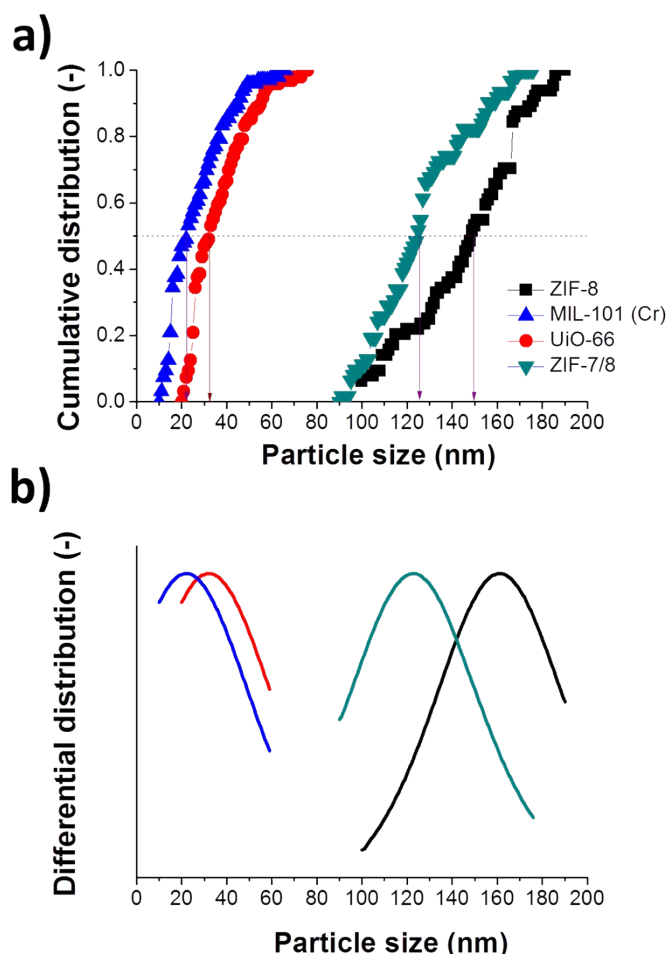 a)
Cumulative distribution (-)
1.0
0.8
0.6
0.4
0.2
0.0
ZIF-8
MIL-101 (Cr)
UiO-66
ZIF-7/8
0 20 40 60 80 100 120 140 160 180 200
Particle size (nm)
b)
Differential distribution (-)
0 20 40 60 80 100 120 140 160 180 200
Particle size (nm)